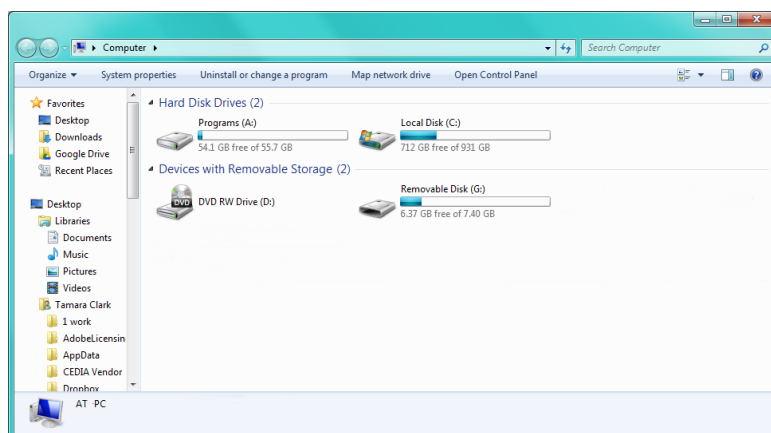 Computer
Search Computer
Organize
System properties
Uninstall or change a program
Map network drive
Open Control Panel
Favorites
Desktop
Downloads
Google Drive
Recent Places
Desktop
Libraries
Documents
Music
Pictures
Videos
Tamara Clark
1 work
AdobeLicensin
AppData
CEDIA Vendor
Dropbox
Hard Disk Drives (2)
Programs (A:)
54.1 GB free of 55.7 GB
Local Disk (C:)
712 GB free of 931 GB
Devices with Removable Storage (2)
DVD
DVD RW Drive (D:)
Removable Disk (G:)
6.37 GB free of 7.40 GB
AT -PC